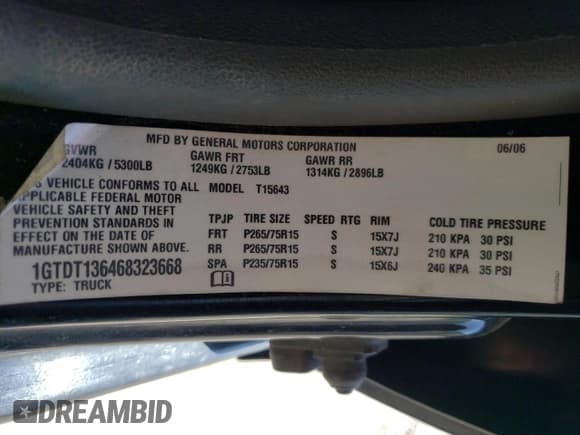 MFD BY GENERAL MOTORS CORPORATION 06/06
GVWR GAWR FRT GAWR RR
2404KG / 5300LB 1249KG / 2753LB 1314KG / 2896LB
S VEHICLE CONFORMS TO ALL MODEL T15643
APPLICABLE FEDERAL MOTOR
VEHICLE SAFETY AND THEFT
PREVENTION STANDARDS IN
EFFECT ON THE DATE OF
MANUFACTURE SHOWN ABOVE.
1GTDT136468323668
TYPE: TRUCK
TPJP TIRE SIZE SPEED RTG RIM COLD TIRE PRESSURE
FRT P265/75R15 S 15X7J 210 KPA 30 PSI
RR P265/75R15 S 15X7J 210 KPA 30 PSI
SPA P235/75R15 S 15X6J 240 KPA 35 PSI
DREAMBID